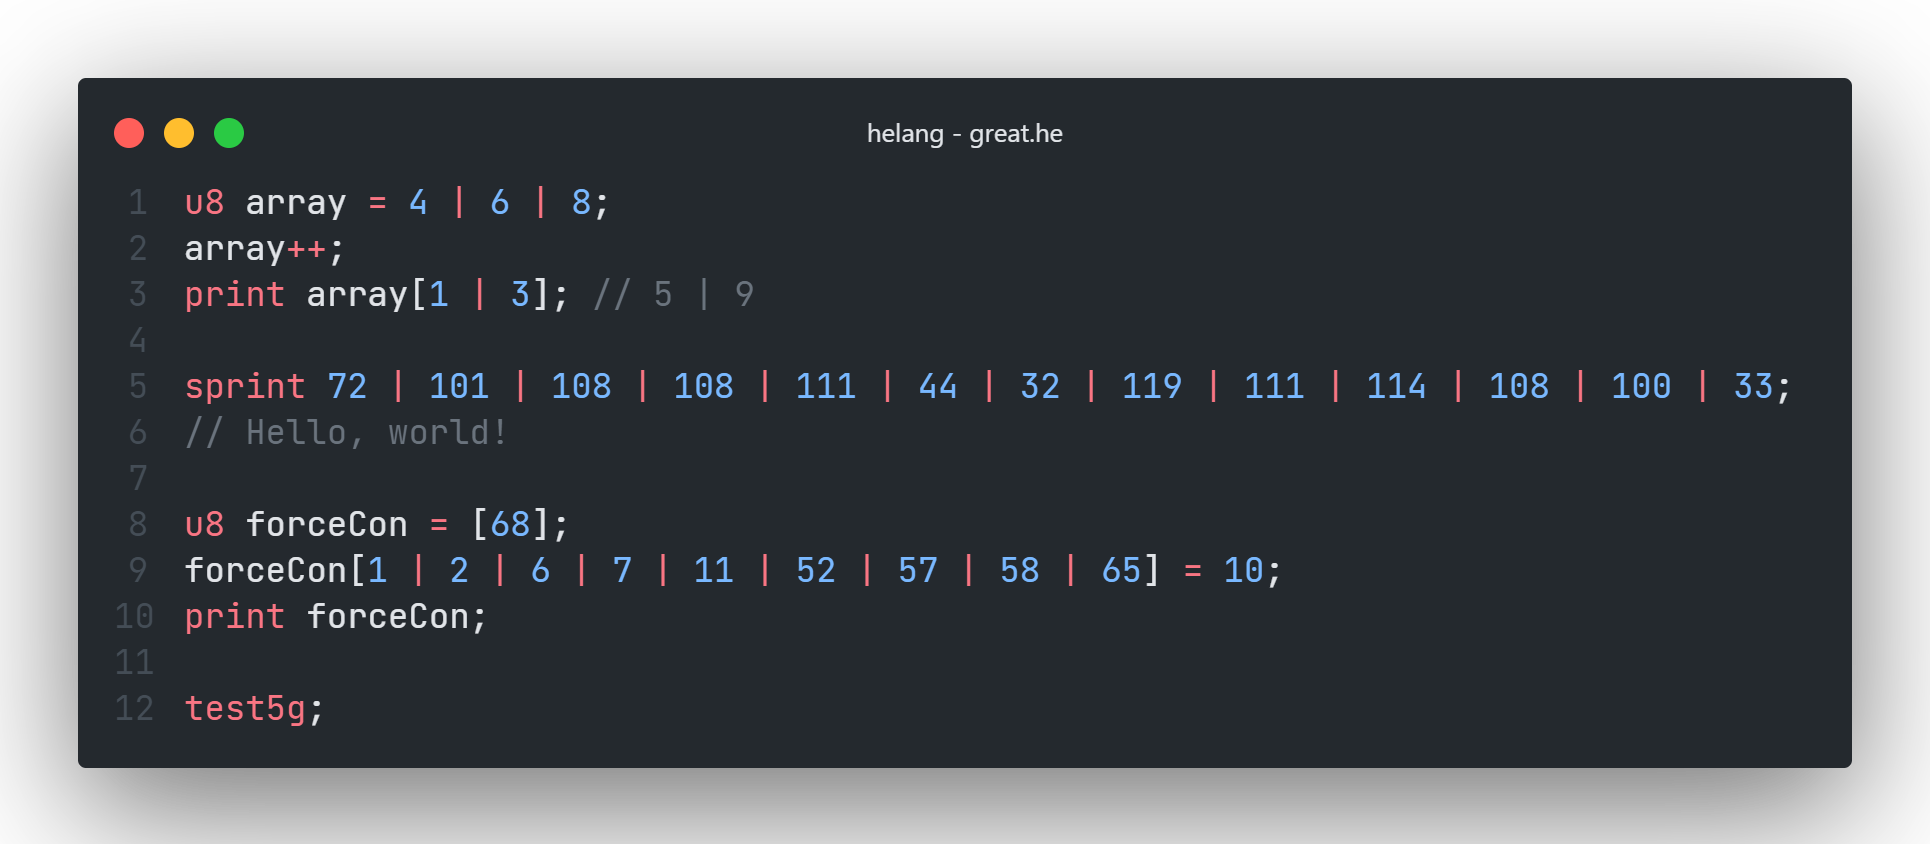 helang - great.he
1 u8 array = 4 | 6 | 8;
2 array++;
3 print array[1 | 3]; // 5 | 9
4
5 sprint 72 | 101 | 108 | 108 | 111 | 44 | 32 | 119 | 111 | 114 | 108 | 100 | 33;
6 // Hello, world!
7
8 u8 forceCon = [68];
9 forceCon[1 | 2 | 6 | 7 | 11 | 52 | 57 | 58 | 65] = 10;
10 print forceCon;
11
12 test5g;